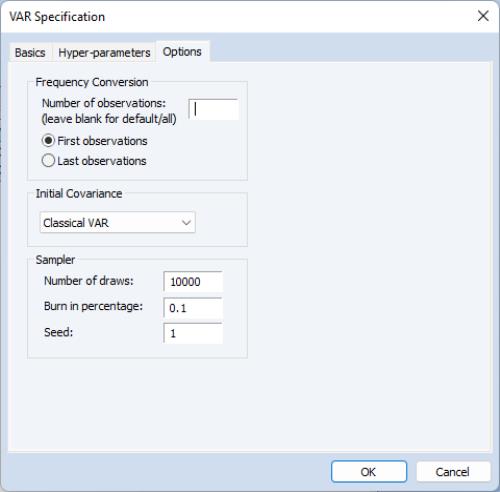 VAR Specification
Basics Hyper-parameters Options
Frequency Conversion
Number of observations:
(leave blank for default/all)
First observations
Last observations
Initial Covariance
Classical VAR
Sampler
Number of draws: 10000
Burn in percentage: 0.1
Seed: 1
OK Cancel